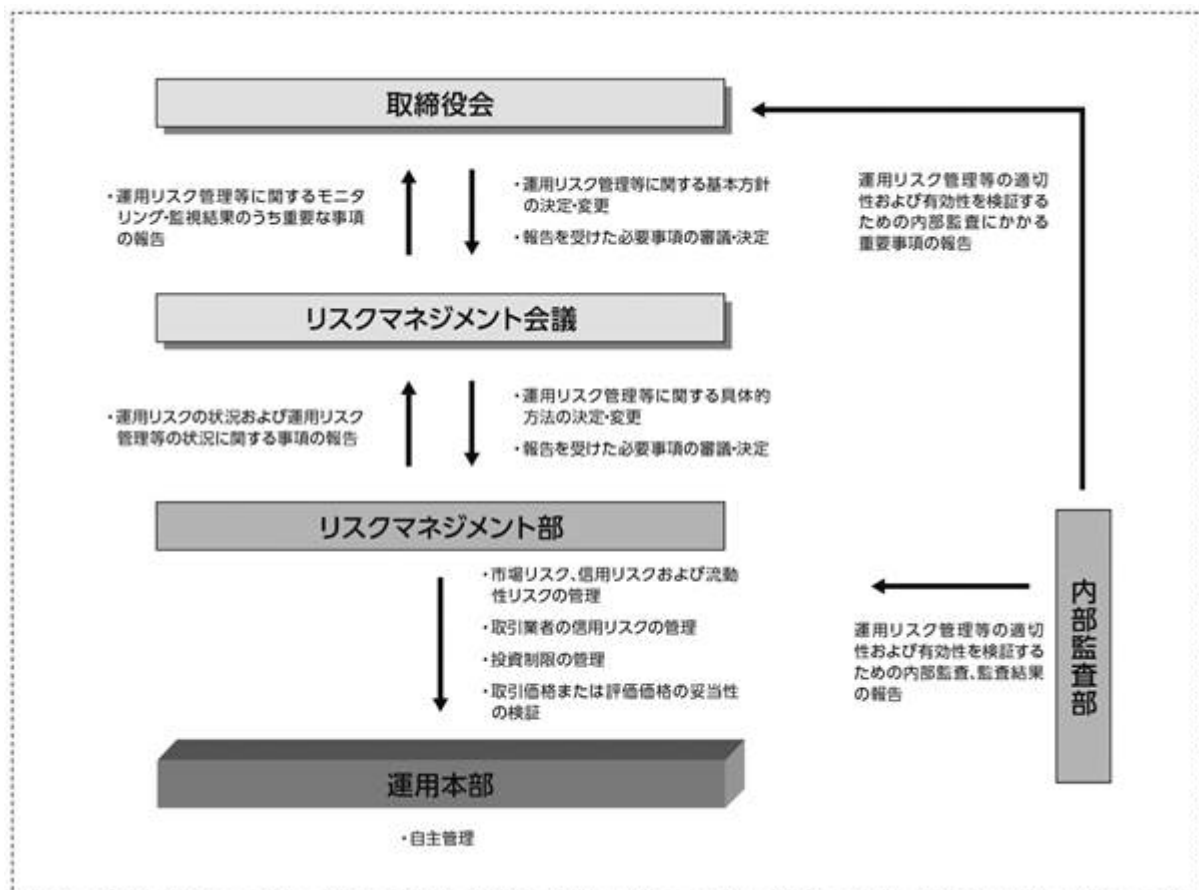 取締役会
・運用リスク管理等に関するモニタ
リング・監視結果のうち重要な事項
の報告
・運用リスク管理等に関する基本方針
の決定・変更
・報告を受けた必要事項の審議・決定
運用リスク管理等の適切
性および有効性を検証する
ための内部監査にかかる
重要事項の報告
リスクマネジメント会議
・運用リスクの状況および運用リスク
管理等の状況に関する事項の報告
・運用リスク管理等に関する具体的
方法の決定・変更
・報告を受けた必要事項の審議・決定
リスクマネジメント部
・市場リスク、信用リスクおよび流動
性リスクの管理
・取引業者の信用リスクの管理
・投資制限の管理
・取引価格または評価価格の妥当性
の検証
運用リスク管理等の適切
性および有効性を検証する
ための内部監査、監査結果
の報告
内部監査部
運用本部
・自主管理